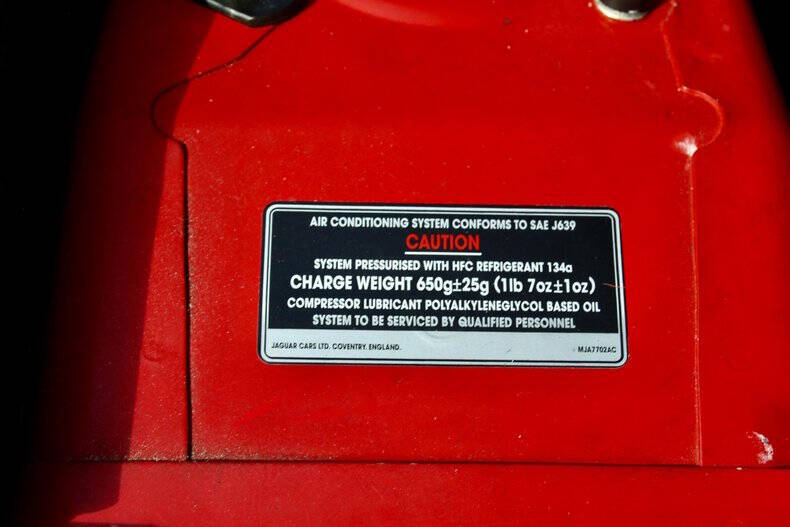 AIR CONDITIONING SYSTEM CONFORMS TO SAE J639
CAUTION
SYSTEM PRESSURISED WITH HFC REFRIGERANT 134a
CHARGE WEIGHT 650g±25g (1lb 7oz±1oz)
COMPRESSOR LUBRICANT POLYALKYLENEGLYCOL BASED OIL
SYSTEM TO BE SERVICED BY QUALIFIED PERSONNEL
JAGUAR CARS LTD. COVENTRY. ENGLAND. MJA7702AC